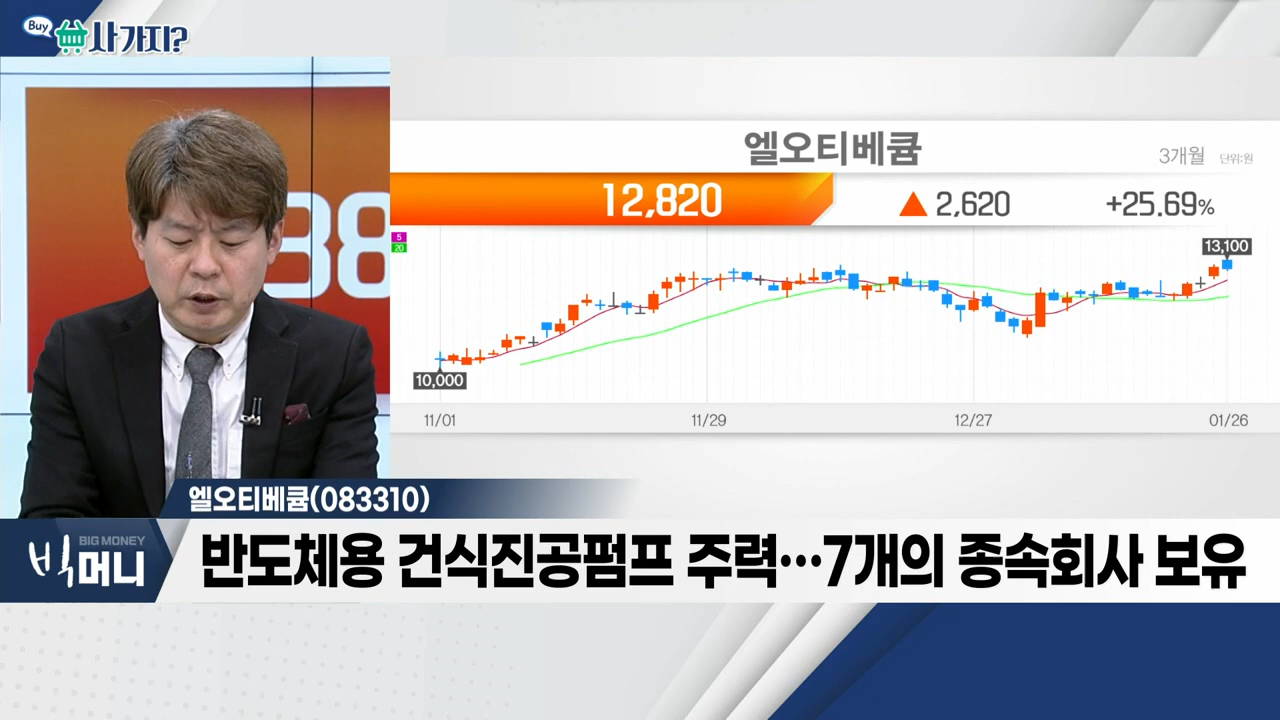 Buy
사가지?
38
엘오티베큠
3개월 단위:원
12,820 ▲ 2,620 +25.69%
5
20
13,100
10,000
11/01 11/29 12/27 01/26
엘오티베큠(083310)
BIG MONEY
빅머니
반도체용 건식진공펌프 주력…7개의 종속회사 보유